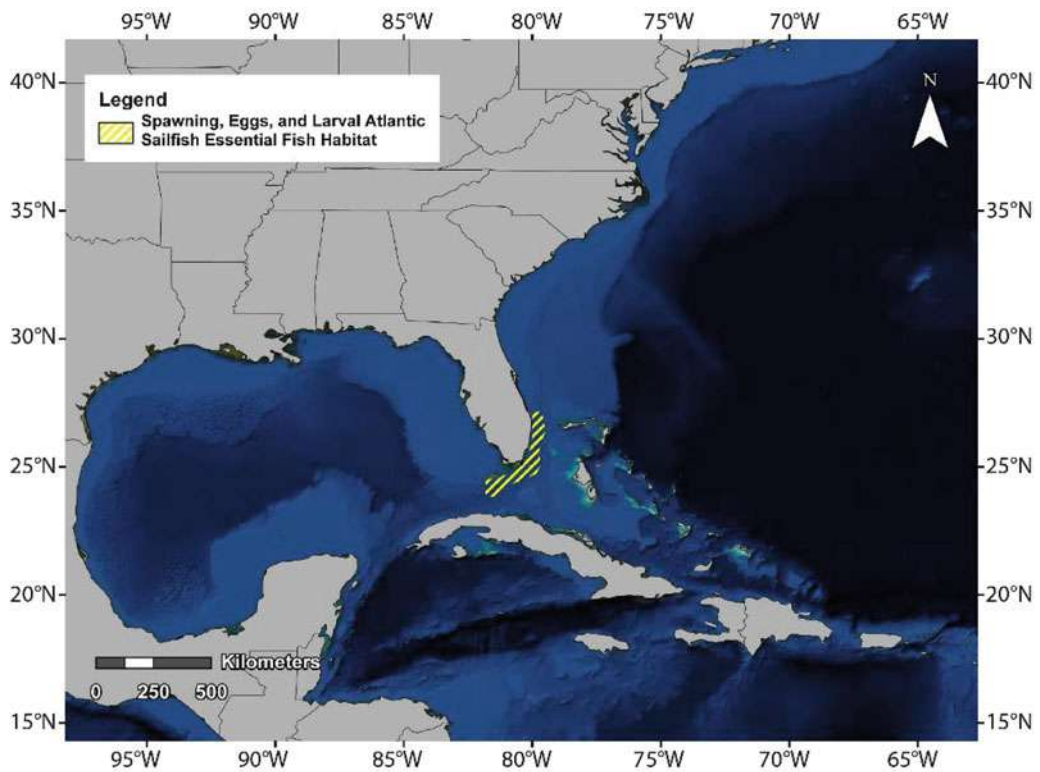 95°W 90°W 85°W 80°W 75°W 70°W 65°W
40°N 40°N
Legend
Spawning, Eggs, and Larval Atlantic
Sailfish Essential Fish Habitat
N
35°N 35°N
30°N 30°N
25°N 25°N
20°N 20°N
Kilometers
0 250 500
15°N 15°N
95°W 90°W 85°W 80°W 75°W 70°W 65°W